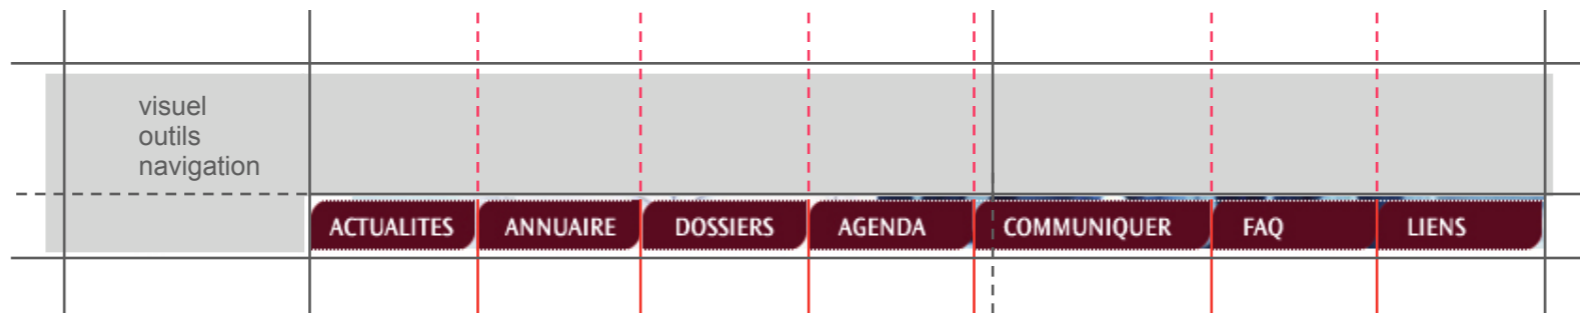 visuel
outils
navigation
ACTUALITES ANNUAIRE DOSSIERS AGENDA COMMUNIQUER FAQ LIENS